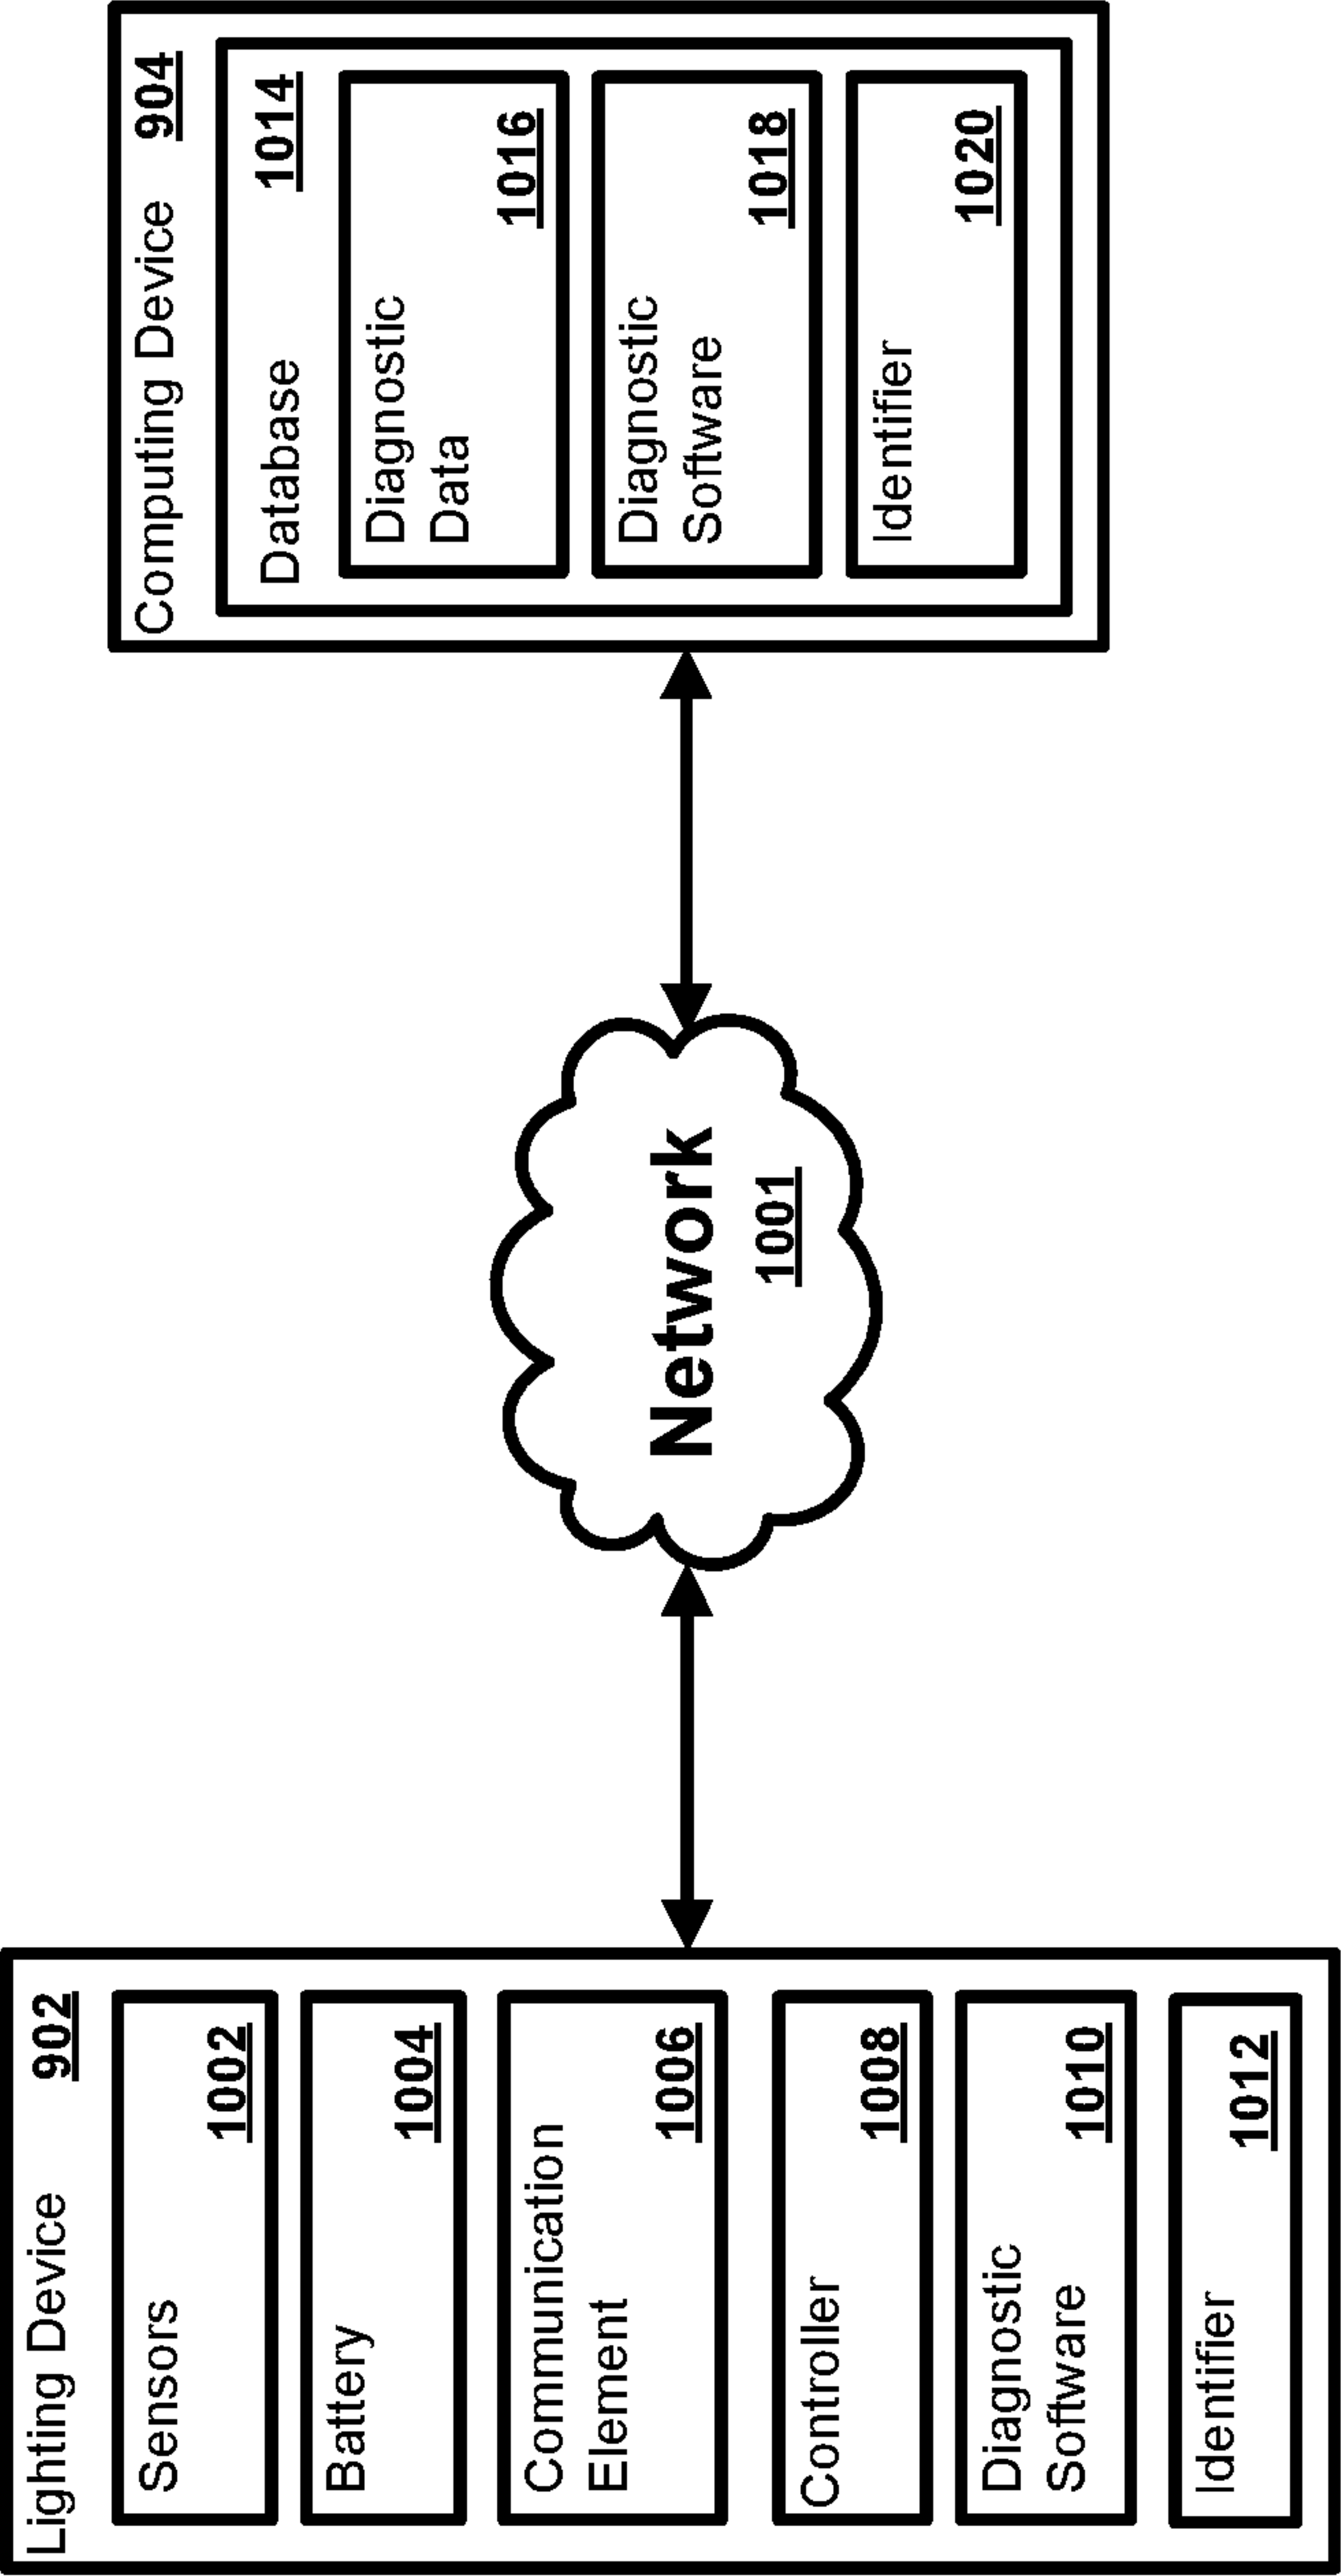 Lighting Device 902
Sensors
1002
Battery
1004
Communication
Element
1006
Controller
1008
Diagnostic
Software
1010
Identifier
1012
Network
1001
Computing Device 904
Database 1014
Diagnostic
Data
1016
Diagnostic
Software
1018
Identifier
1020